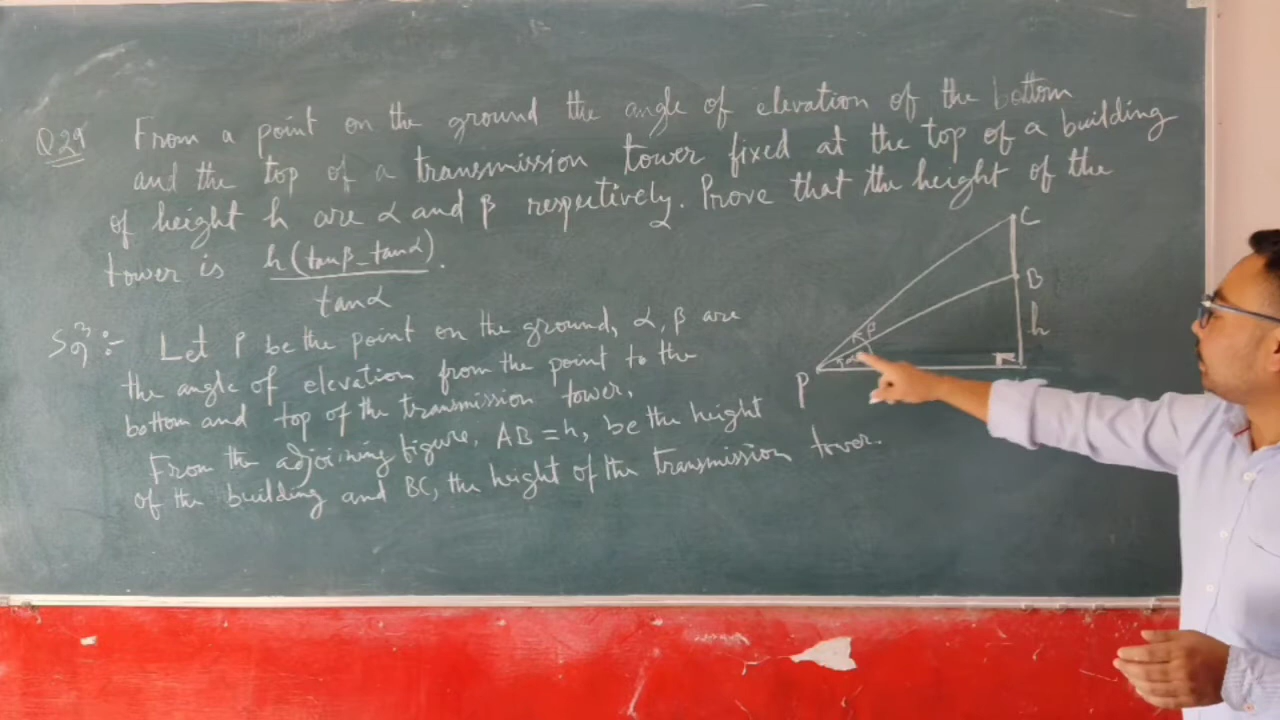 Q29 From a point on the ground the angle of elevation of the bottom
and the top of a transmission tower fixed at the top of a building
of height h are α and β respectively. Prove that the height of the
tower is h(tanβ-tanα)/tanα.
Solⁿ:- Let P be the point on the ground, α, β are
the angle of elevation from the point to the
bottom and top of the transmission tower.
From the adjoining figure, AB=h, be the height
of the building and BC, the height of the transmission tower.
C
B
h
β
α
P